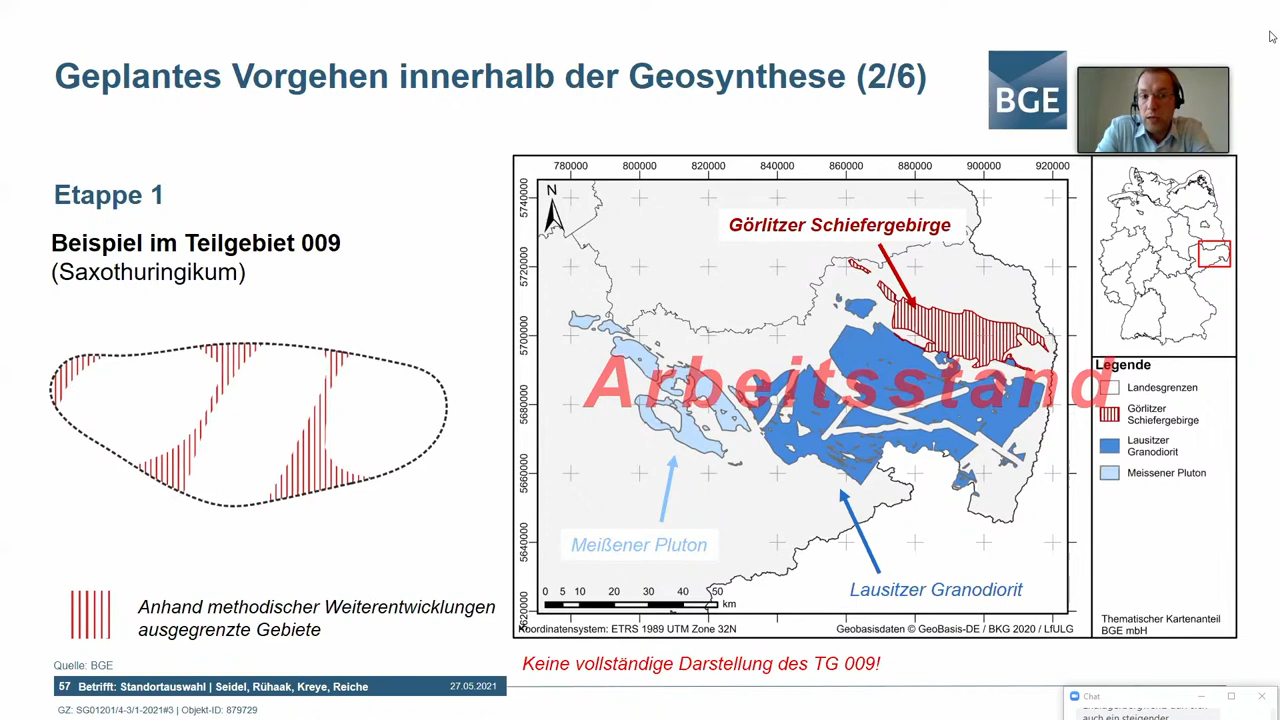 Geplantes Vorgehen innerhalb der Geosynthese (2/6)
BGE
Etappe 1
Beispiel im Teilgebiet 009
(Saxothuringikum)
Anhand methodischer Weiterentwicklungen
ausgegrenzte Gebiete
780000 800000 820000 840000 860000 880000 900000 920000
N
5740000
5720000
5700000
5680000
5660000
5640000
5620000
Görlitzer Schiefergebirge
Arbeitsstand
Meißener Pluton
Lausitzer Granodiorit
0 5 10 20 30 40 50
km
Koordinatensystem: ETRS 1989 UTM Zone 32N
Geobasisdaten © GeoBasis-DE / BKG 2020 / LfULG
Legende
Landesgrenzen
Görlitzer
Schiefergebirge
Lausitzer
Granodiorit
Meissener Pluton
Thematischer Kartenanteil
BGE mbH
Keine vollständige Darstellung des TG 009!
Quelle: BGE
57 Betrifft: Standortauswahl | Seidel, Rühaak, Kreye, Reiche 27.05.2021
GZ: SG01201/4-3/1-2021#3 | Objekt-ID: 879729
Chat
auch ein steigender